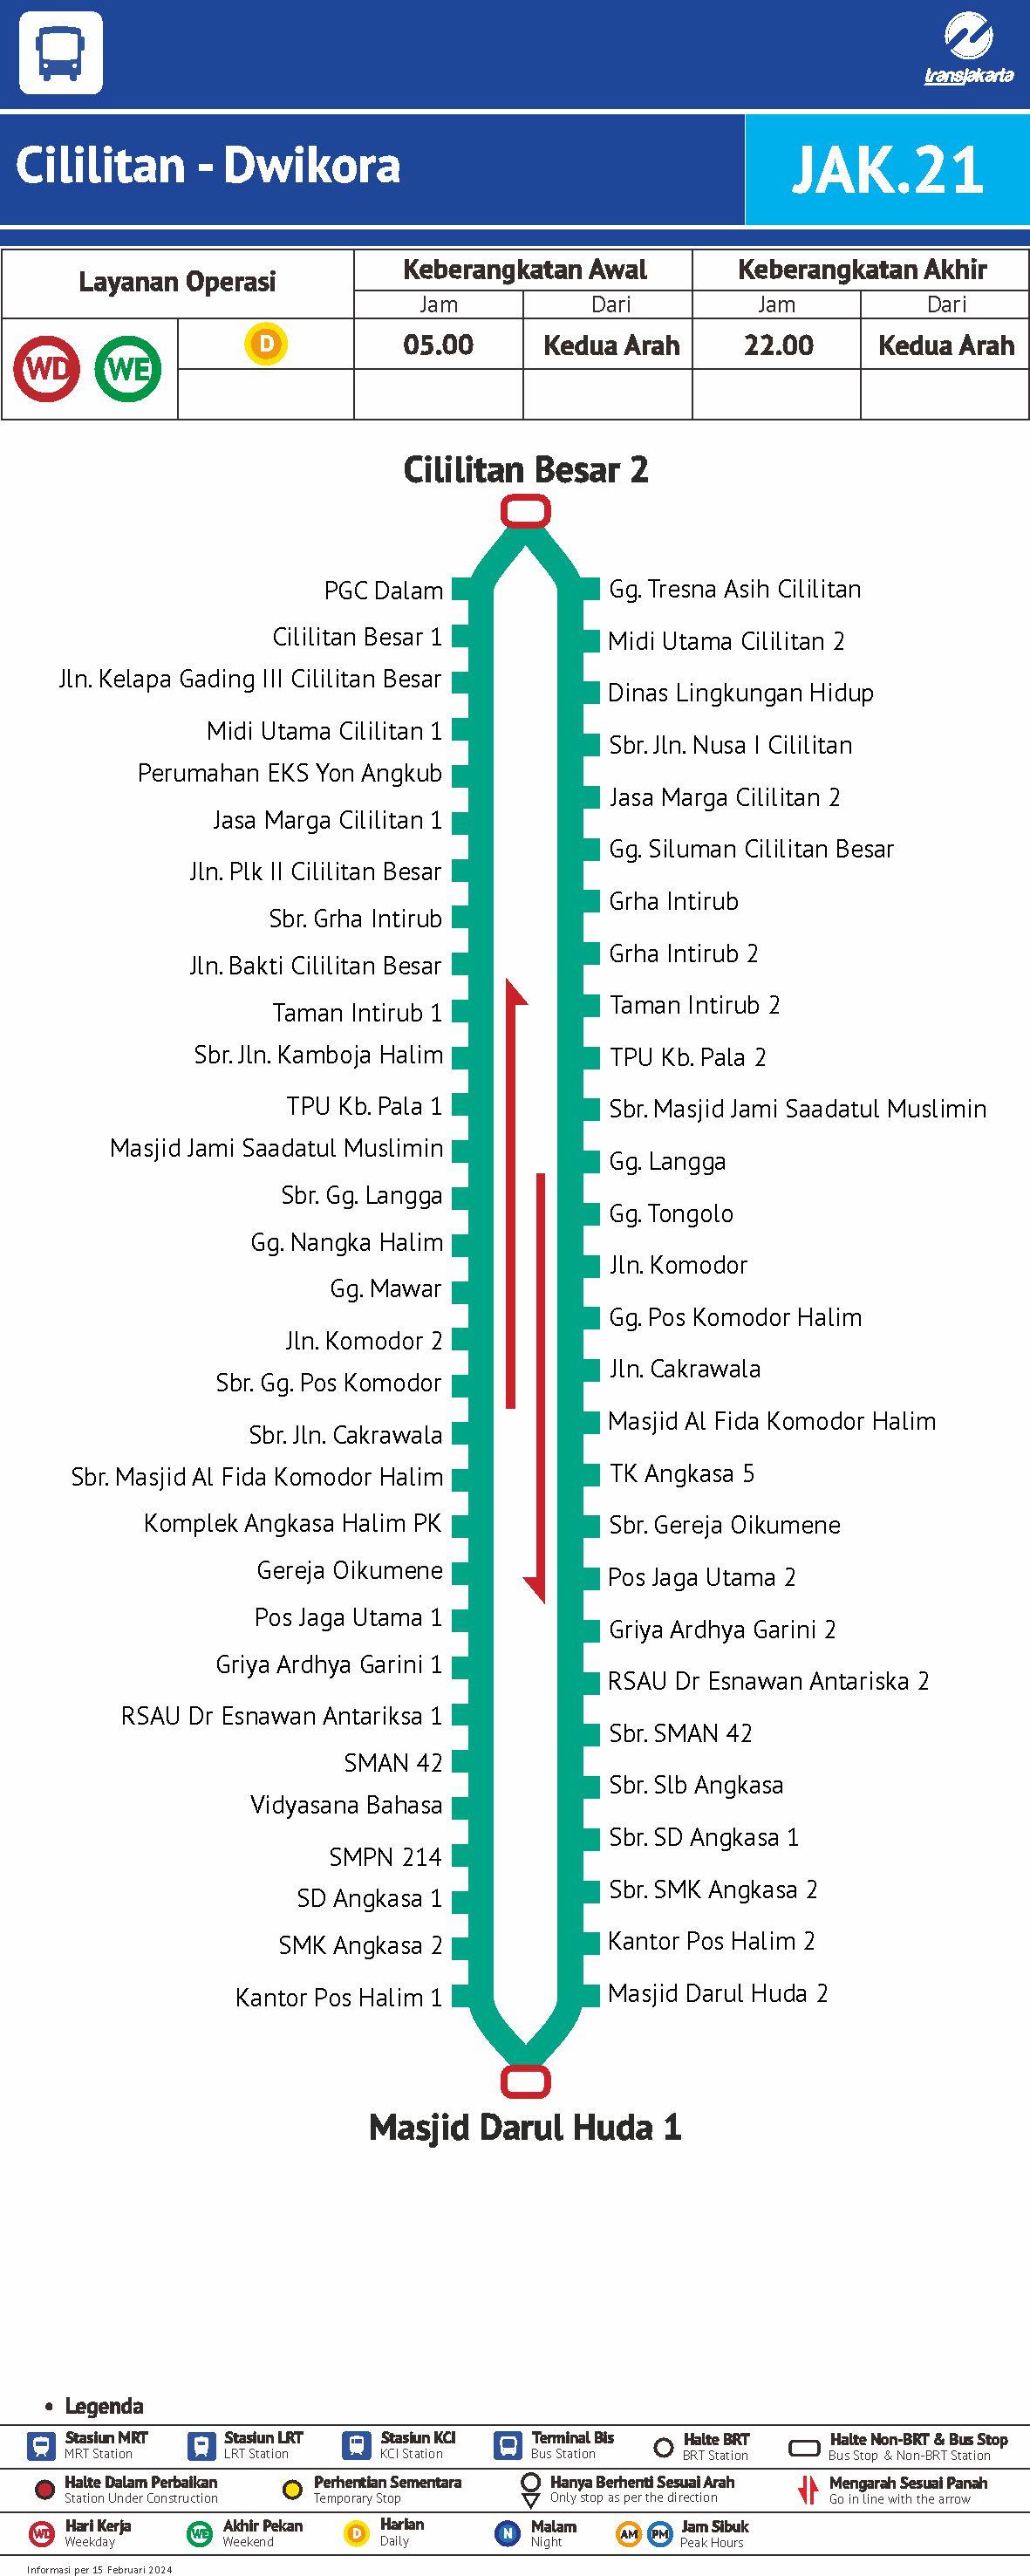 transjakarta
Cililitan - Dwikora
JAK.21
Layanan Operasi
Keberangkatan Awal
Keberangkatan Akhir
Jam
Dari
Jam
Dari
WD
WE
D
05.00
Kedua Arah
22.00
Kedua Arah
Cililitan Besar 2
PGC Dalam
Cililitan Besar 1
Jln. Kelapa Gading III Cililitan Besar
Midi Utama Cililitan 1
Perumahan EKS Yon Angkub
Jasa Marga Cililitan 1
Jln. Plk II Cililitan Besar
Sbr. Grha Intirub
Jln. Bakti Cililitan Besar
Taman Intirub 1
Sbr. Jln. Kamboja Halim
TPU Kb. Pala 1
Masjid Jami Saadatul Muslimin
Sbr. Gg. Langga
Gg. Nangka Halim
Gg. Mawar
Jln. Komodor 2
Sbr. Gg. Pos Komodor
Sbr. Jln. Cakrawala
Sbr. Masjid Al Fida Komodor Halim
Komplek Angkasa Halim PK
Gereja Oikumene
Pos Jaga Utama 1
Griya Ardhya Garini 1
RSAU Dr Esnawan Antariksa 1
SMAN 42
Vidyasana Bahasa
SMPN 214
SD Angkasa 1
SMK Angkasa 2
Kantor Pos Halim 1
Gg. Tresna Asih Cililitan
Midi Utama Cililitan 2
Dinas Lingkungan Hidup
Sbr. Jln. Nusa I Cililitan
Jasa Marga Cililitan 2
Gg. Siluman Cililitan Besar
Grha Intirub
Grha Intirub 2
Taman Intirub 2
TPU Kb. Pala 2
Sbr. Masjid Jami Saadatul Muslimin
Gg. Langga
Gg. Tongolo
Jln. Komodor
Gg. Pos Komodor Halim
Jln. Cakrawala
Masjid Al Fida Komodor Halim
TK Angkasa 5
Sbr. Gereja Oikumene
Pos Jaga Utama 2
Griya Ardhya Garini 2
RSAU Dr Esnawan Antariska 2
Sbr. SMAN 42
Sbr. Slb Angkasa
Sbr. SD Angkasa 1
Sbr. SMK Angkasa 2
Kantor Pos Halim 2
Masjid Darul Huda 2
Masjid Darul Huda 1
• Legenda
Stasiun MRT
MRT Station
Stasiun LRT
LRT Station
Stasiun KCI
KCI Station
Terminal Bis
Bus Station
Halte BRT
BRT Station
Halte Non-BRT & Bus Stop
Bus Stop & Non-BRT Station
Halte Dalam Perbaikan
Station Under Construction
Perhentian Sementara
Temporary Stop
Hanya Berhenti Sesuai Arah
Only stop as per the direction
Mengarah Sesuai Panah
Go in line with the arrow
WD
Hari Kerja
Weekday
WE
Akhir Pekan
Weekend
D
Harian
Daily
N
Malam
Night
AM
PM
Jam Sibuk
Peak Hours
Informasi per 15 Februari 2024